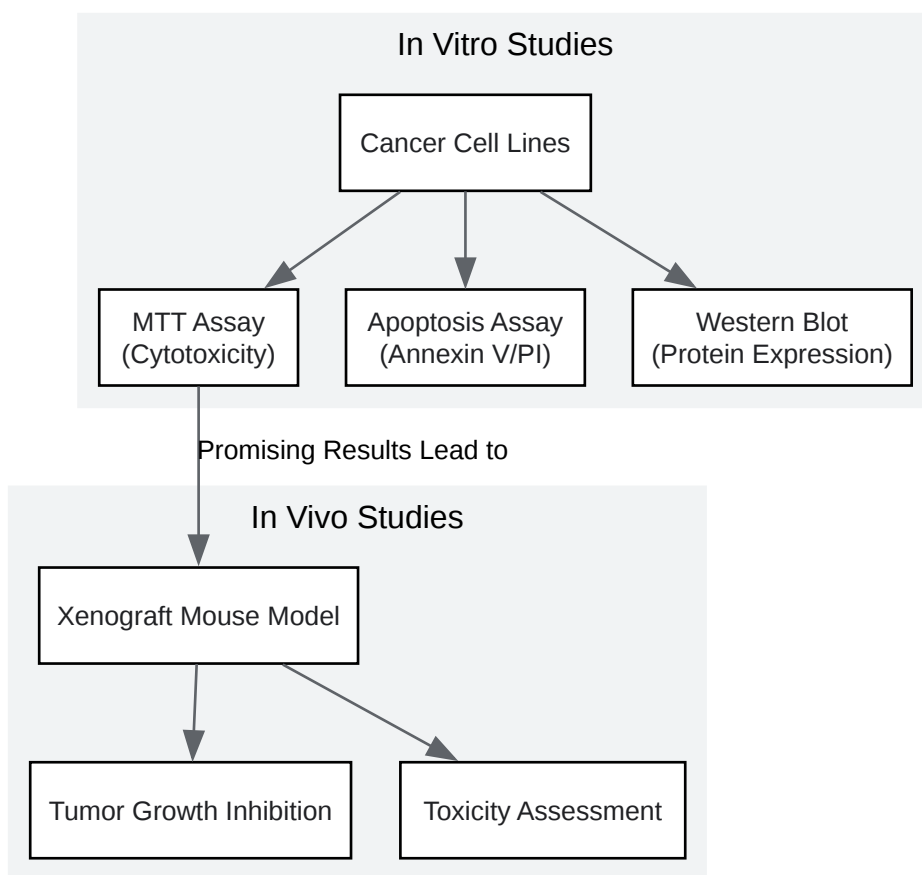 In Vitro Studies
Cancer Cell Lines
MTT Assay
(Cytotoxicity)
Apoptosis Assay
(Annexin V/PI)
Western Blot
(Protein Expression)
Promising Results Lead to
In Vivo Studies
Xenograft Mouse Model
Tumor Growth Inhibition
Toxicity Assessment